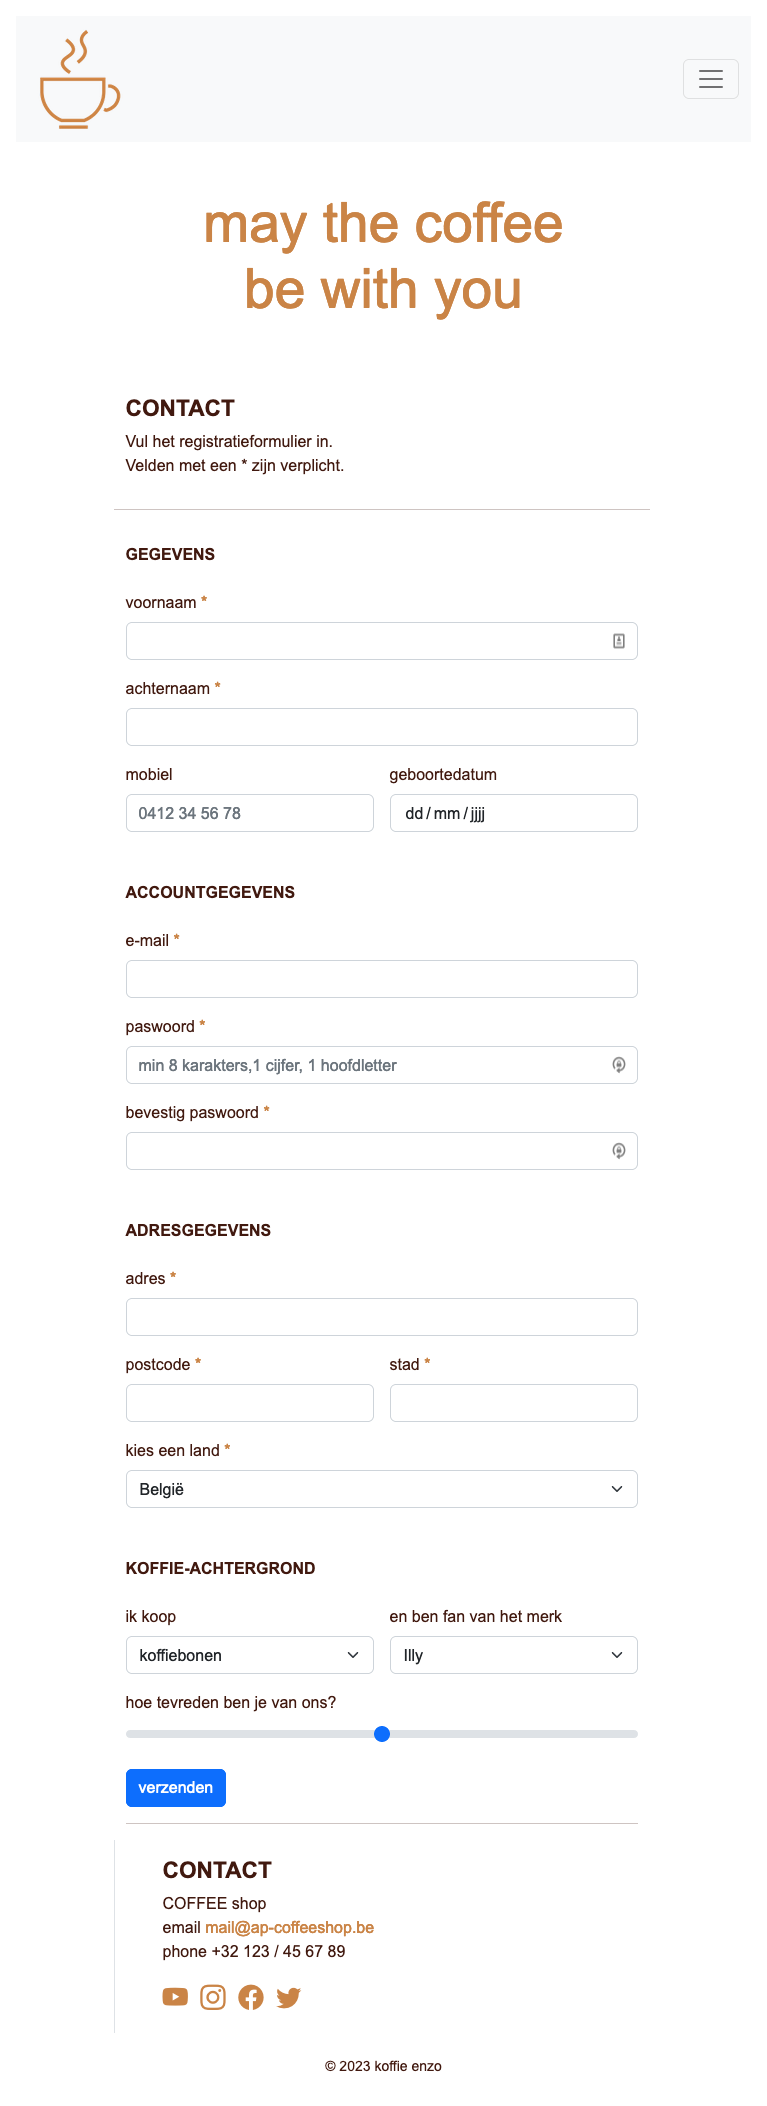 may the coffee
be with you
CONTACT
Vul het registratieformulier in.
Velden met een * zijn verplicht.
GEGEVENS
voornaam *
achternaam *
mobiel geboortedatum
0412 34 56 78 dd / mm / jjjj
ACCOUNTGEGEVENS
e-mail *
paswoord *
min 8 karakters,1 cijfer, 1 hoofdletter
bevestig paswoord *
ADRESGEGEVENS
adres *
postcode * stad *
kies een land *
België
KOFFIE-ACHTERGROND
ik koop en ben fan van het merk
koffiebonen Illy
hoe tevreden ben je van ons?
verzenden
CONTACT
COFFEE shop
email mail@ap-coffeeshop.be
phone +32 123 / 45 67 89
© 2023 koffie enzo